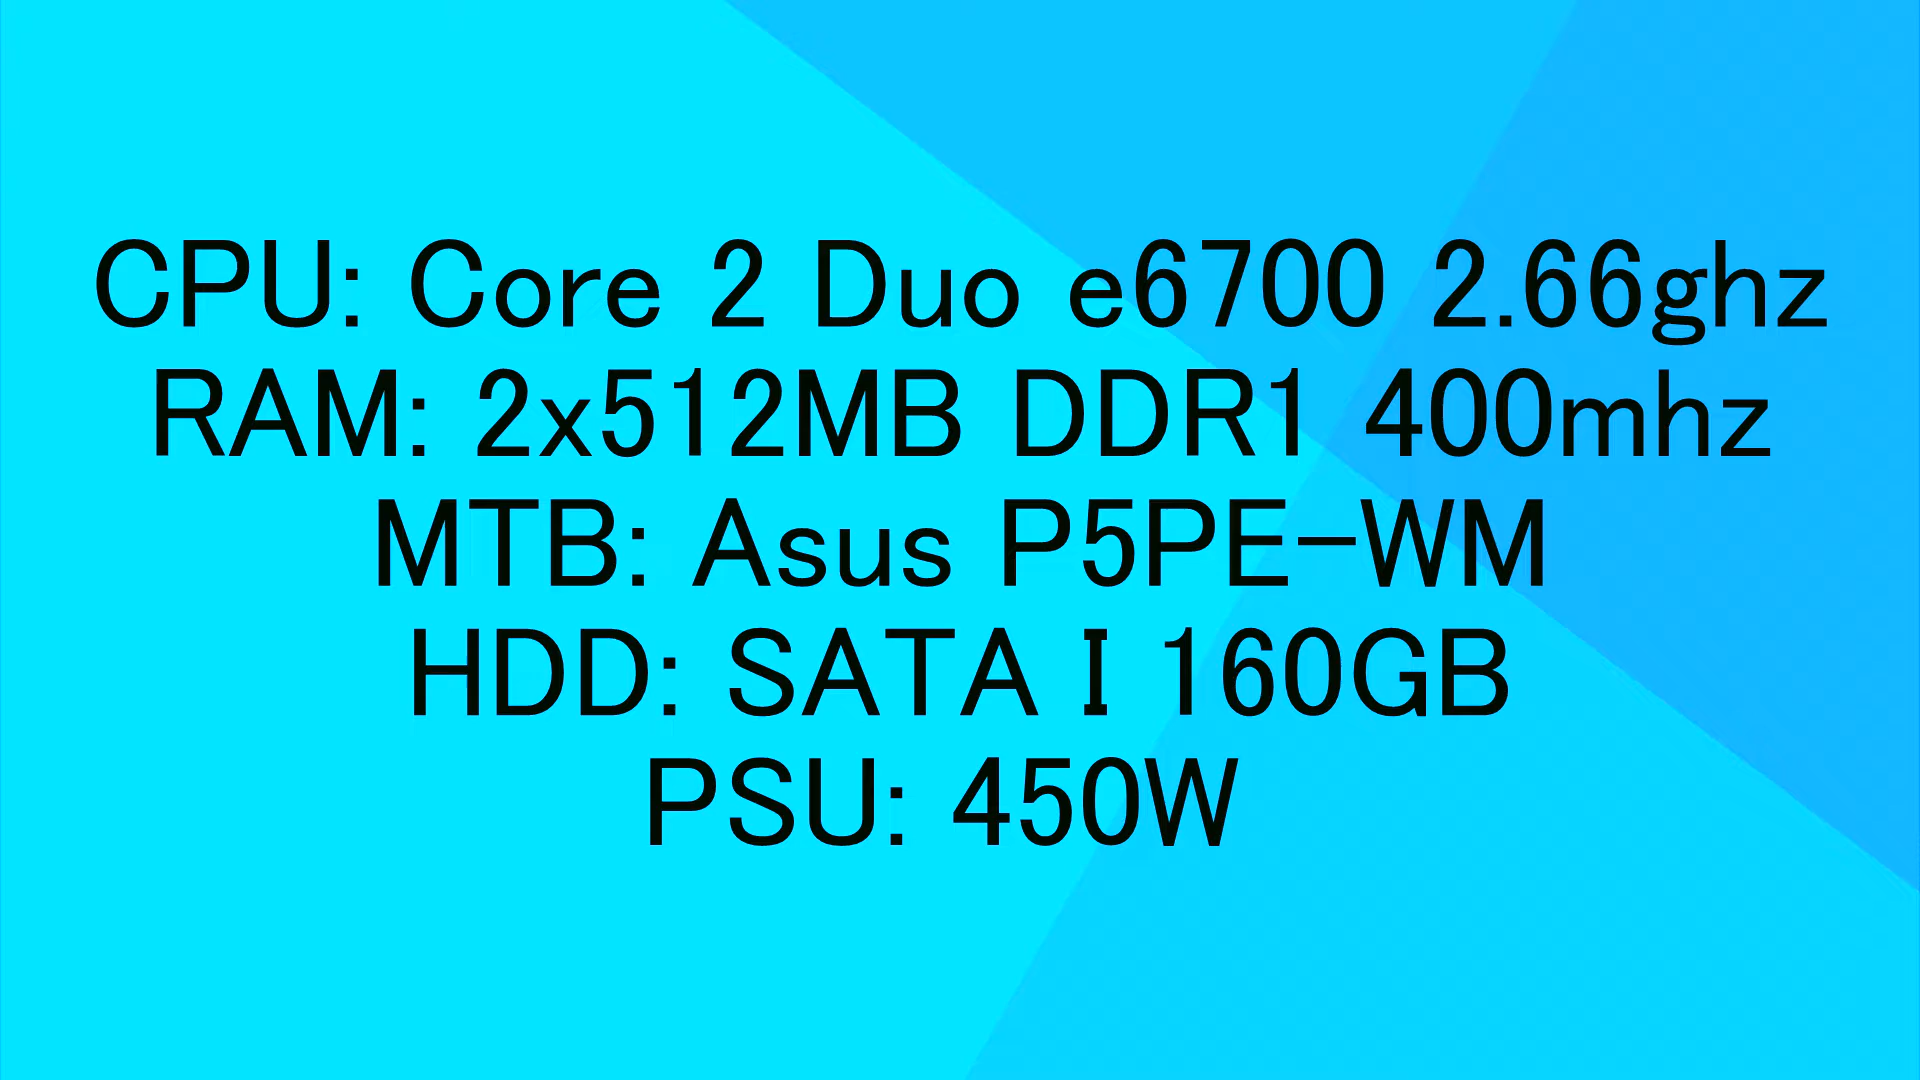 CPU: Core 2 Duo e6700 2.66ghz
RAM: 2x512MB DDR1 400mhz
MTB: Asus P5PE-WM
HDD: SATA I 160GB
PSU: 450W